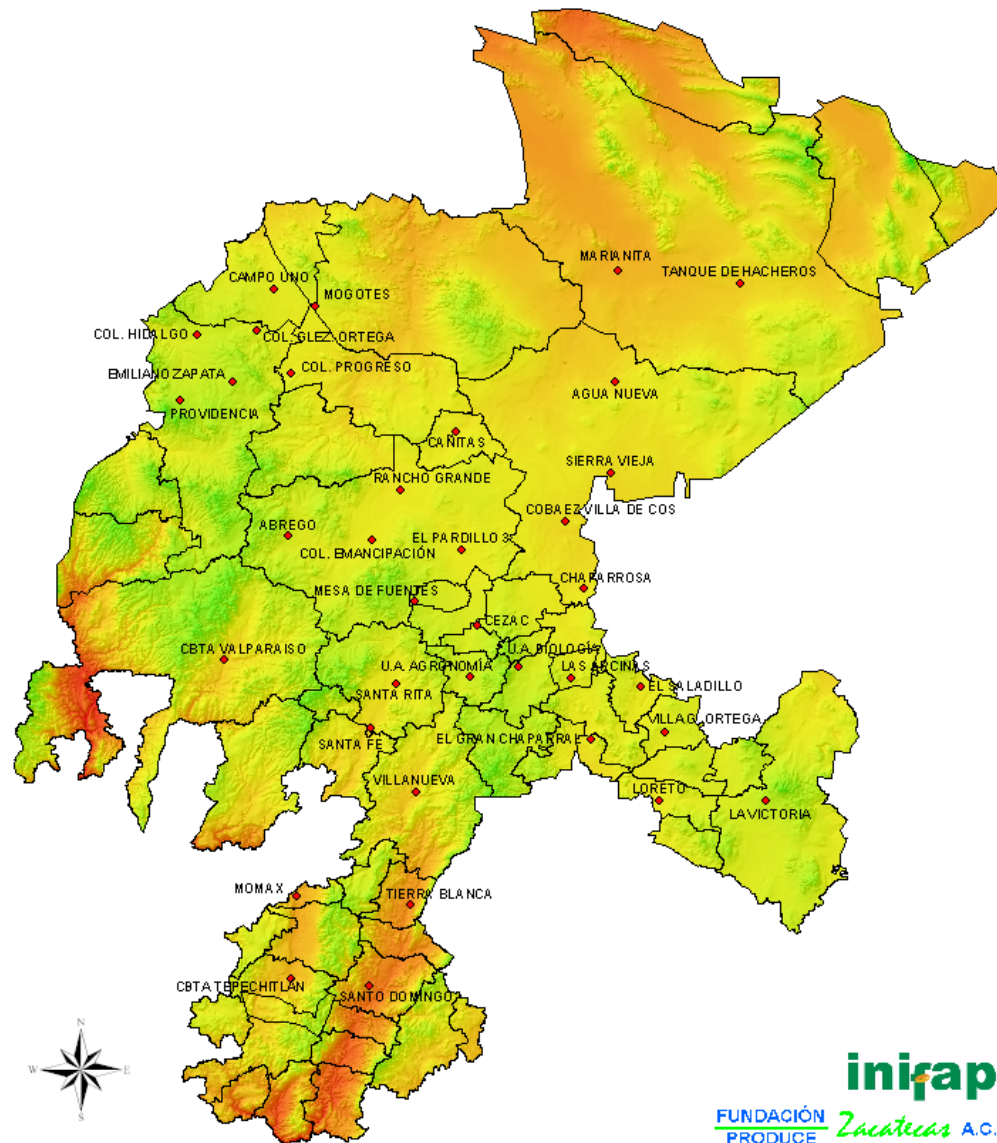 MARIANITA
TANQUE DE HACHEROS
CAMPO UNO
MOGOTES
COL. HIDALGO
COL. GLEZ. ORTEGA
COL. PROGRESO
EMILIANO ZAPATA
PROVIDENCIA
AGUA NUEVA
CAÑITAS
SIERRA VIEJA
RANCHO GRANDE
COBAEZ VILLA DE COS
ABREGO
COL. EMANCIPACIÓN
EL PARDILLO 3
CHAPARROSA
MESA DE FUENTES
CEZAC
U.A. BIOLOGÍA
CBTA VALPARAISO
U.A. AGRONOMÍA
LAS ARCINAS
SANTA RITA
EL SALADILLO
VILLA G. ORTEGA
SANTA FE
EL GRAN CHAPARRAL
VILLANUEVA
LORETO
LA VICTORIA
MOMAX
TIERRA BLANCA
CBTA TEPECHITLÁN
SANTO DOMINGO
N
W E
S
inifap
FUNDACIÓN
PRODUCE Zacatecas A.C.